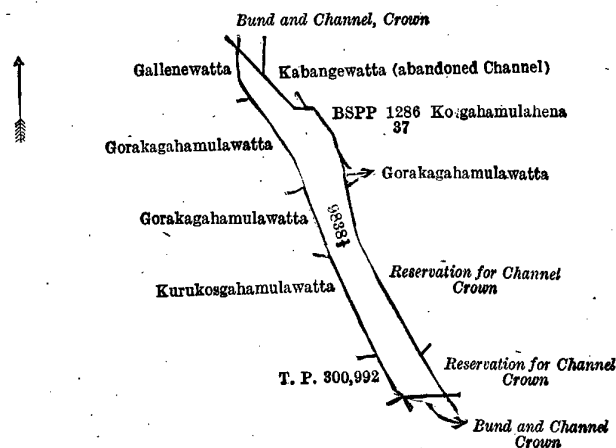 Bund and Channel, Crown
Gallenewatta
Kabangewatta (abandoned Channel)
BSPP 1286
37
Gorakagahamulawatta
Gorakagahamulawatta
Gorakagahamulawatta
Kurukosgahamulawatta
Reservation for Channel
Crown
T. P. 300,992
Reservation for Channel
Crown
Bund and Channel
Crown